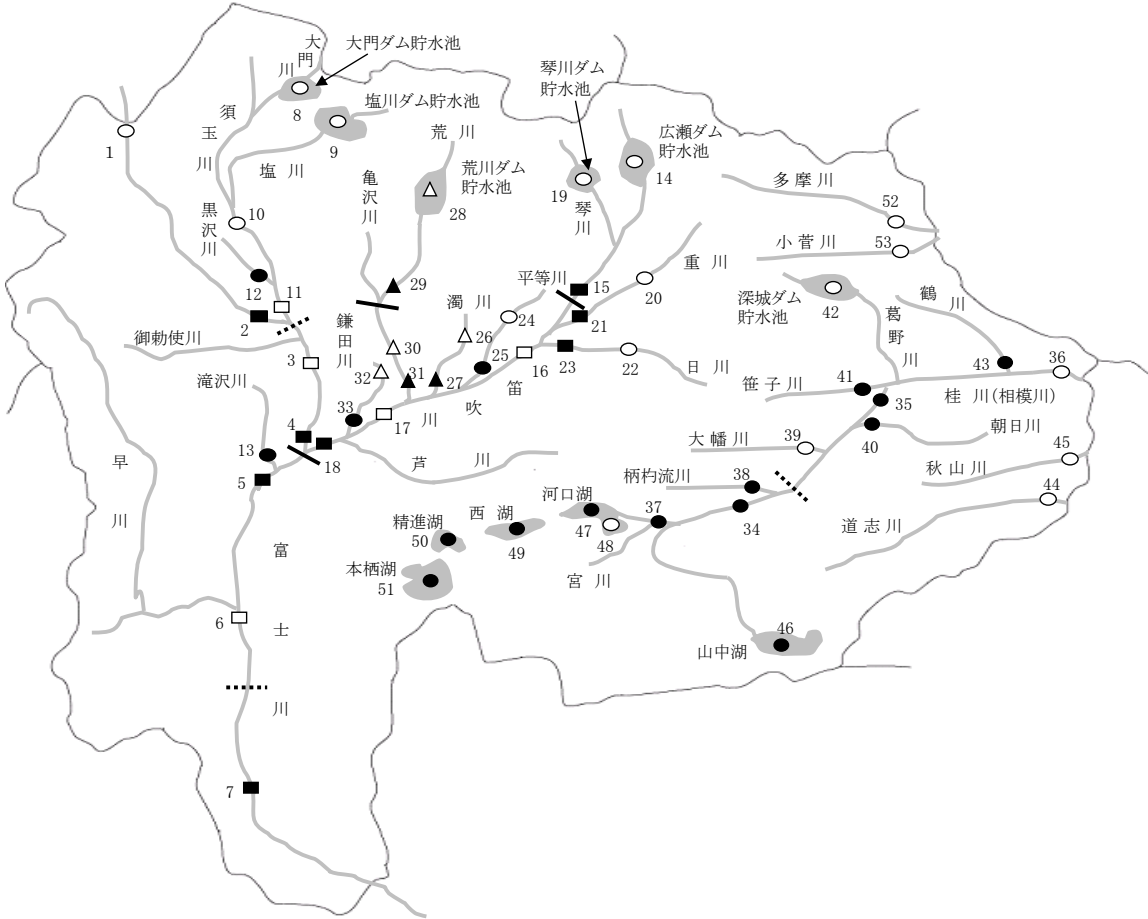 大門川
大門ダム貯水池
8
須玉川
塩川ダム貯水池
9
塩川
荒川
荒川ダム
貯水池
28
亀沢川
琴川ダム
貯水池
19
琴川
広瀬ダム
貯水池
14
多摩川
52
小菅川
53
1
10
黒沢川
12
11
2
御勅使川
3
29
鎌田川
30
31
32
33
濁川
26
27
24
25
平等川
15
重川
20
21
16
23
22
日川
笛吹川
17
深城ダム
貯水池
42
葛野川
鶴川
43
36
笹子川
41
35
桂川(相模川)
40
朝日川
大幡川
39
秋山川
45
44
道志川
滝沢川
13
4
18
5
芦川
早川
柄杓流川
38
34
河口湖
47
48
37
西湖
49
精進湖
50
本栖湖
51
宮川
山中湖
46
6
富士川
7